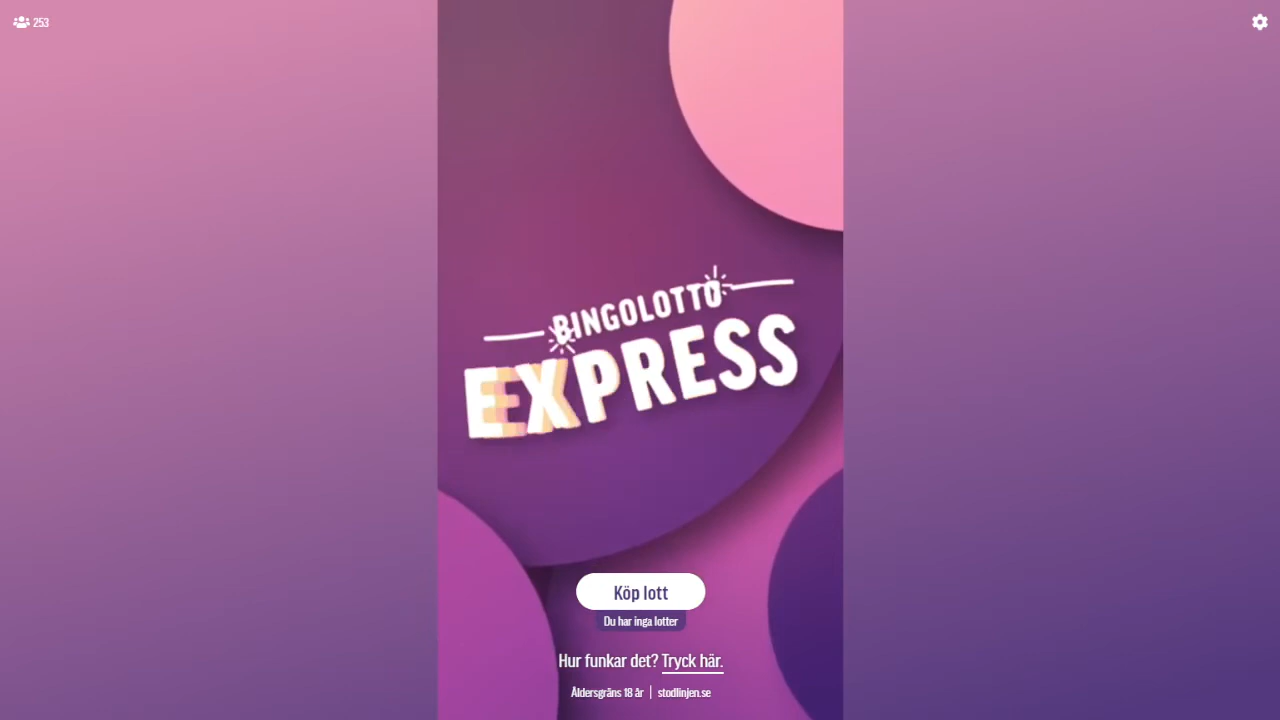 253
BINGOLOTTO
EXPRESS
Köp lott
Du har inga lotter
Hur funkar det? Tryck här.
Åldersgräns 18 år | stodlinjen.se